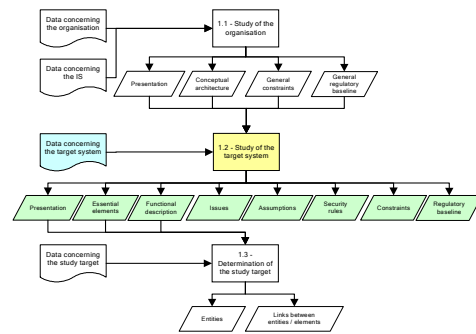 Data concerning
the organisation
1.1 - Study of the
organisation
Data concerning
the IS
Presentation
Conceptual
architecture
General
constraints
General
regulatory
baseline
Data concerning
the target system
1.2 - Study of the
target system
Presentation
Essential
elements
Functional
description
Issues
Assumptions
Security
rules
Constraints
Regulatory
baseline
Data concerning
the study target
1.3 -
Determination of
the study target
Entities
Links between
entities / elements